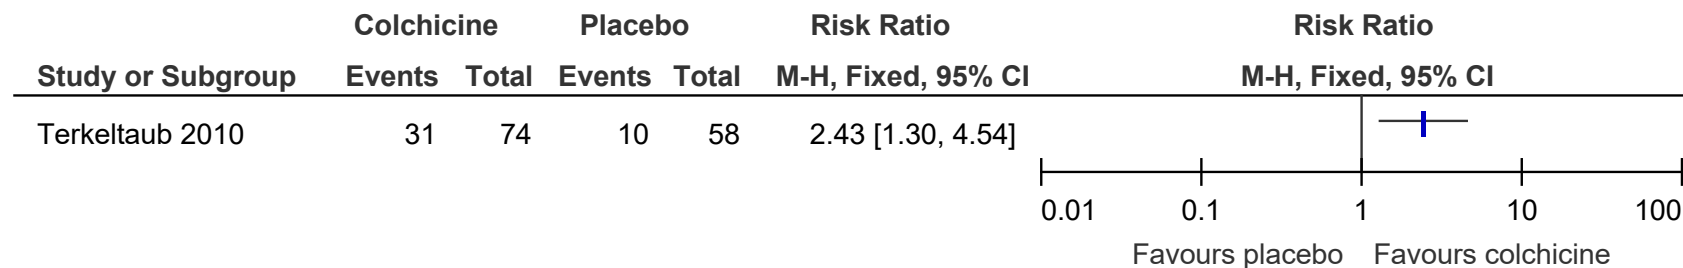 Colchicine Placebo Risk Ratio Risk Ratio
Study or Subgroup Events Total Events Total M-H, Fixed, 95% CI M-H, Fixed, 95% CI
Terkeltaub 2010 31 74 10 58 2.43 [1.30, 4.54]
0.01 0.1 1 10 100
Favours placebo Favours colchicine